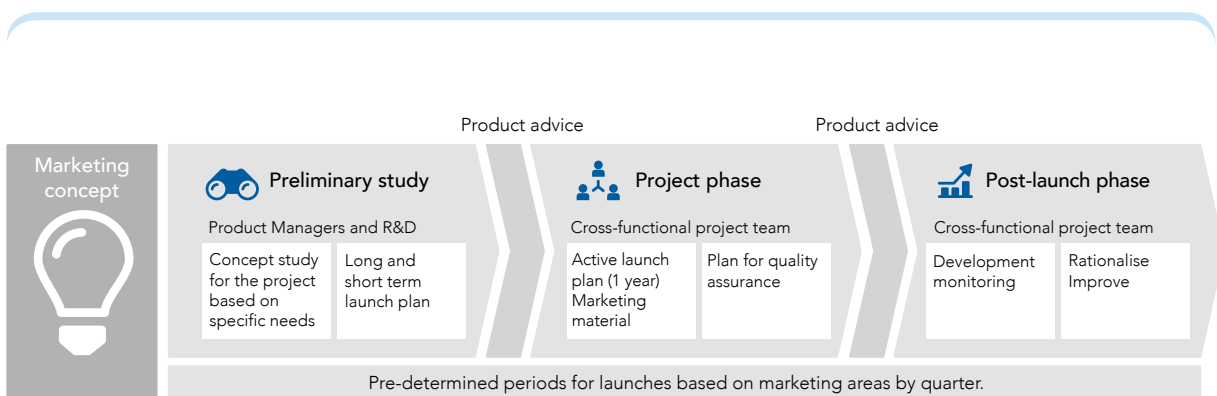 Product advice
Product advice
Marketing
concept
Preliminary study
Product Managers and R&D
Concept study
for the project
based on
specific needs
Long and
short term
launch plan
Project phase
Cross-functional project team
Active launch
plan (1 year)
Marketing
material
Plan for quality
assurance
Post-launch phase
Cross-functional project team
Development
monitoring
Rationalise
Improve
Pre-determined periods for launches based on marketing areas by quarter.